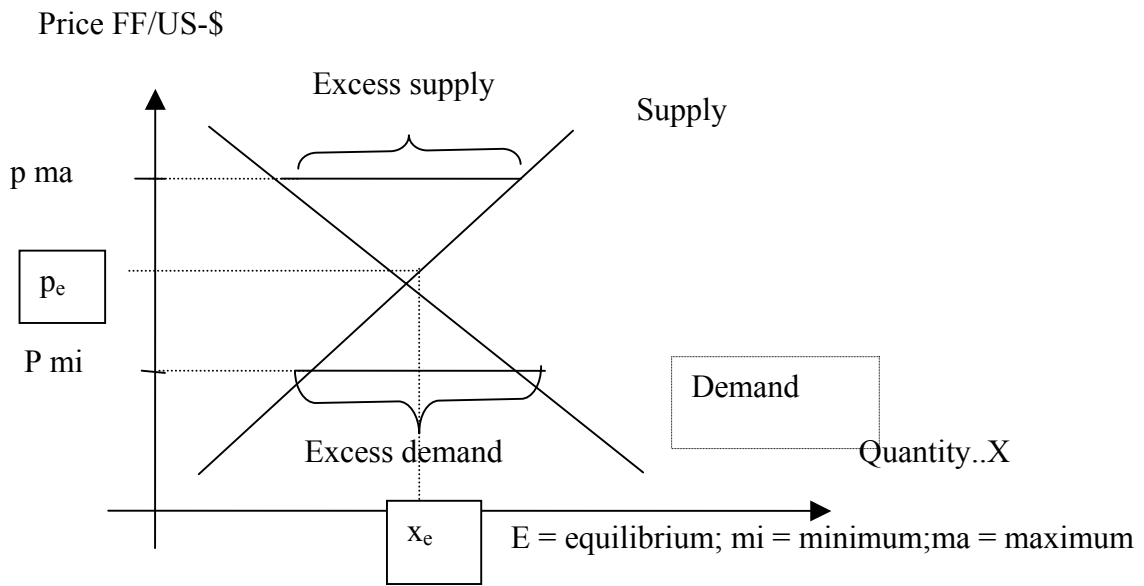 Price FF/US-$
Excess supply
Supply
p ma
pe
P mi
Demand
Excess demand
Quantity..X
xe
E = equilibrium; mi = minimum;ma = maximum